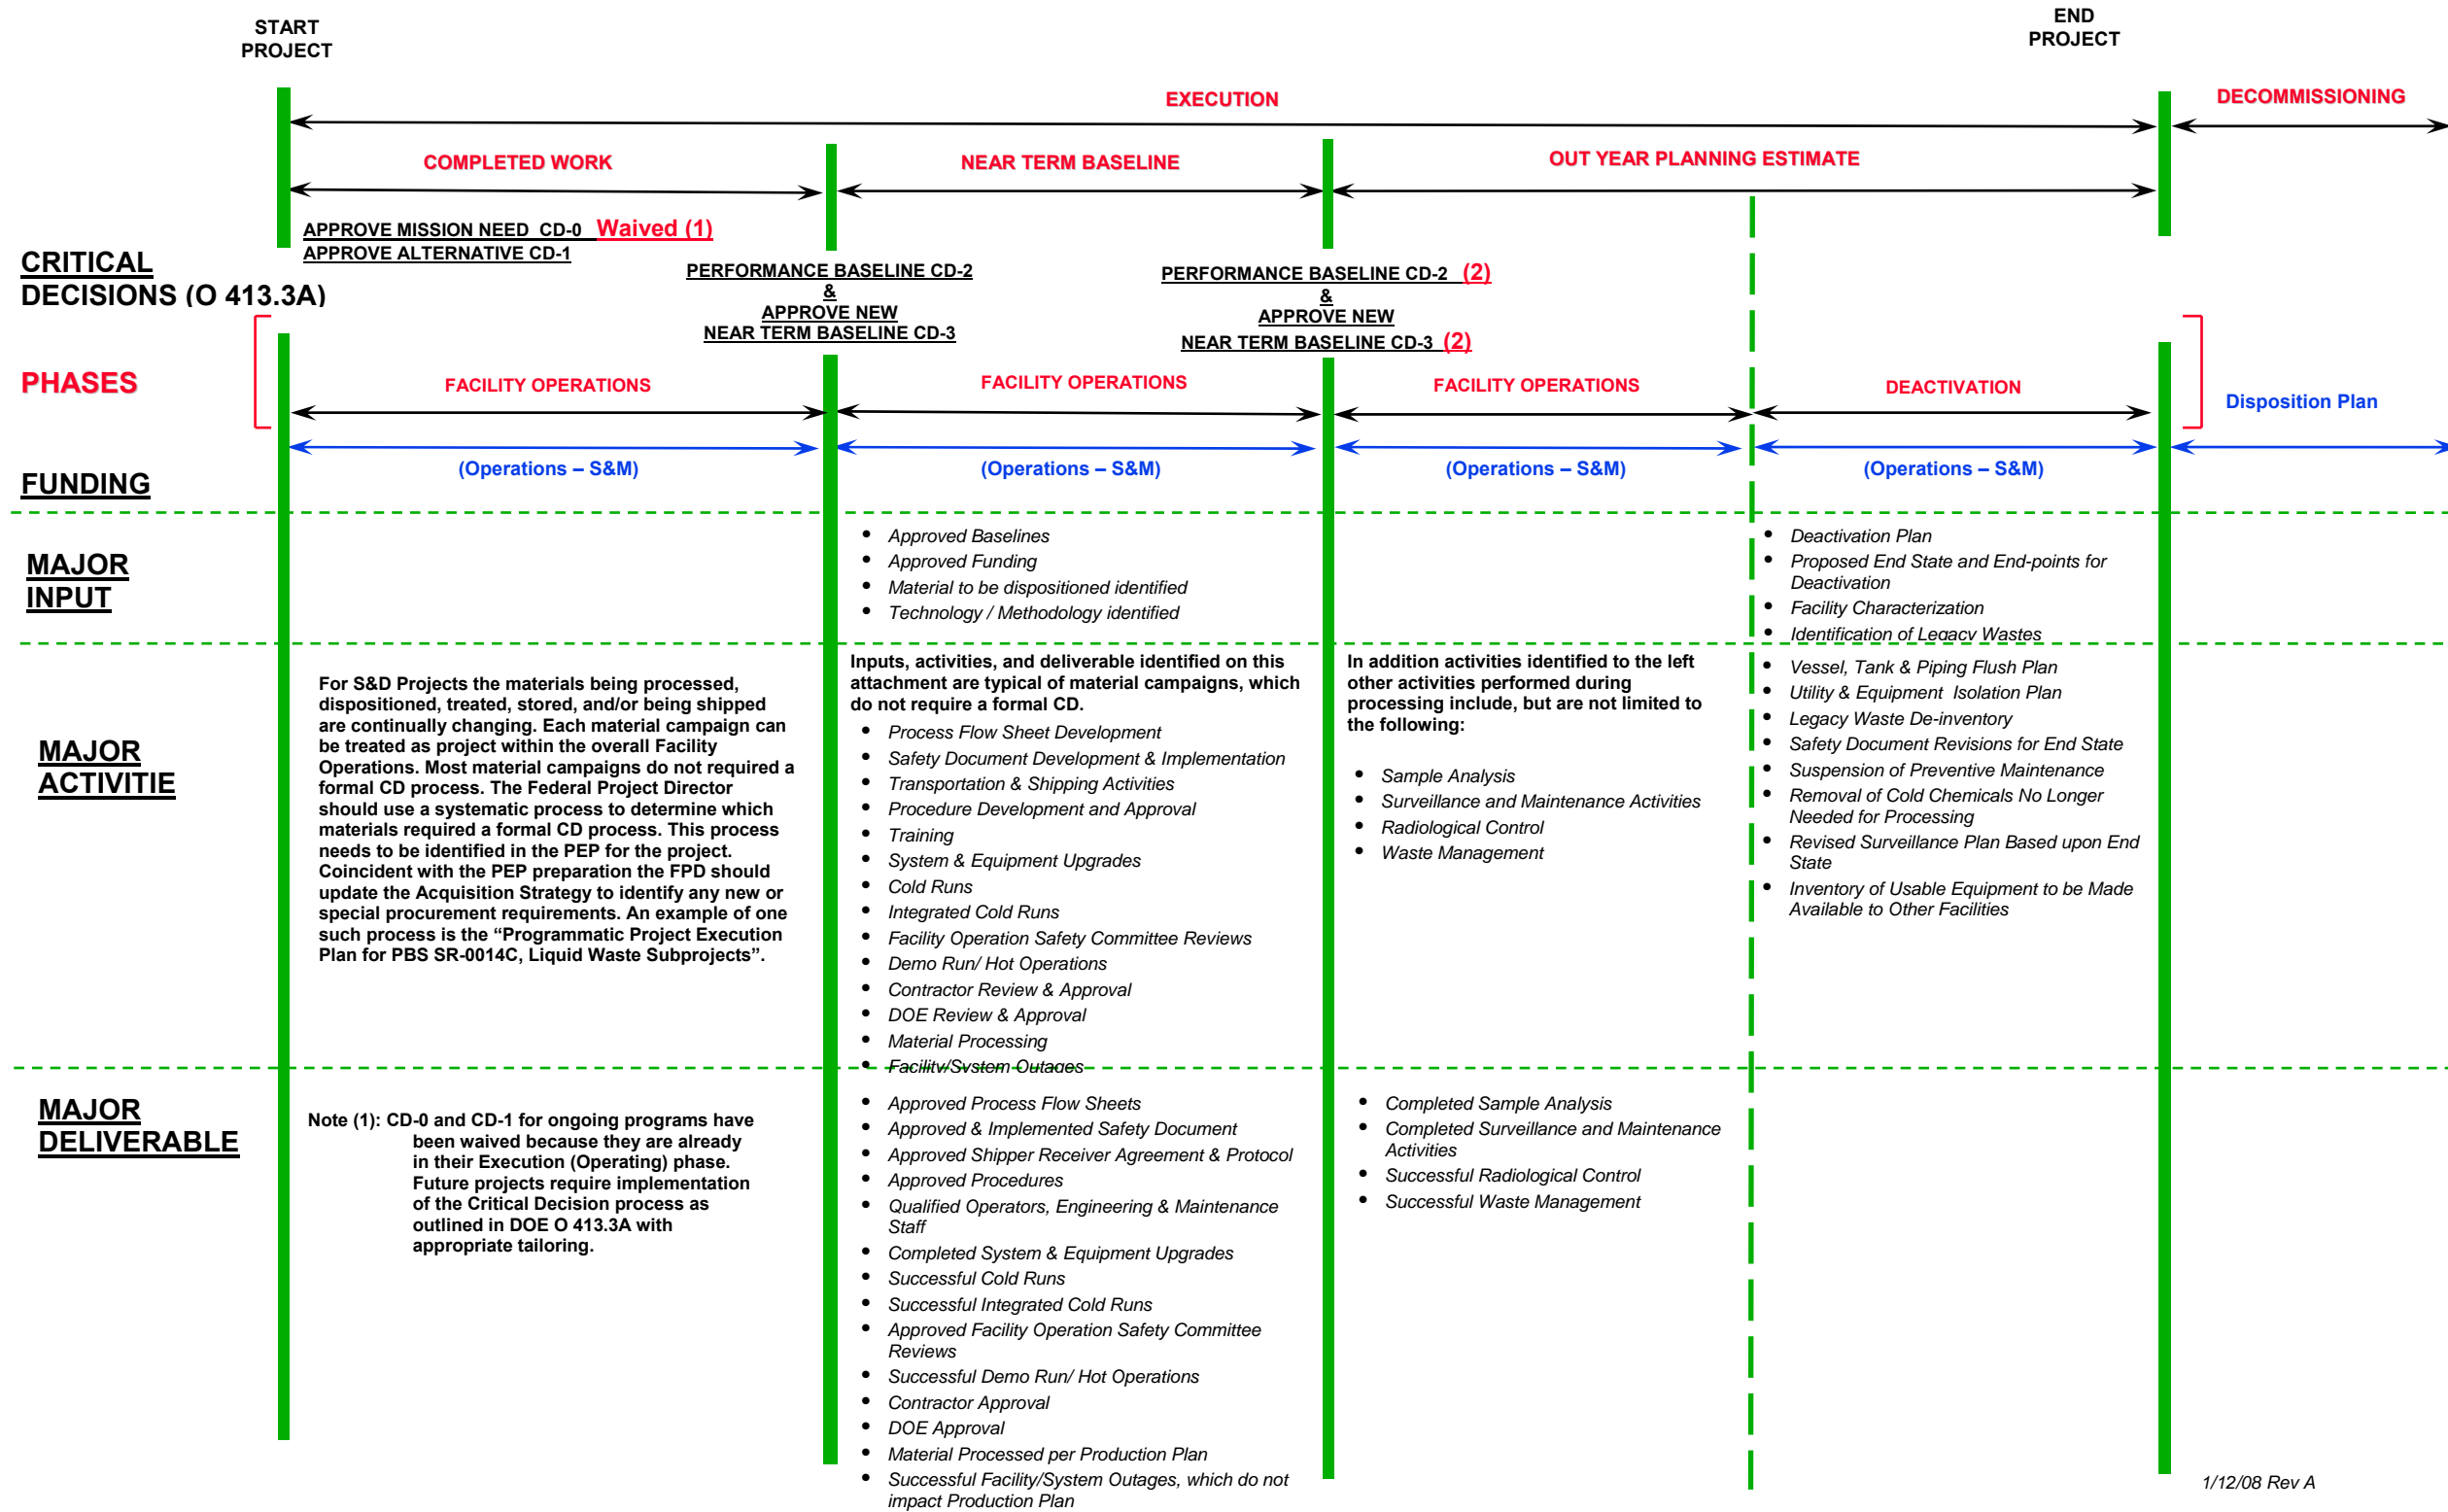 START
PROJECT
END
PROJECT
EXECUTION
DECOMMISSIONING
COMPLETED WORK
NEAR TERM BASELINE
OUT YEAR PLANNING ESTIMATE
APPROVE MISSION NEED CD-0 Waived (1)
APPROVE ALTERNATIVE CD-1
CRITICAL
DECISIONS (O 413.3A)
PERFORMANCE BASELINE CD-2
&
APPROVE NEW
NEAR TERM BASELINE CD-3
PERFORMANCE BASELINE CD-2 (2)
&
APPROVE NEW
NEAR TERM BASELINE CD-3 (2)
PHASES
FACILITY OPERATIONS
FACILITY OPERATIONS
FACILITY OPERATIONS
DEACTIVATION
Disposition Plan
FUNDING
(Operations – S&M)
(Operations – S&M)
(Operations – S&M)
(Operations – S&M)
MAJOR
INPUT
• Approved Baselines
• Approved Funding
• Material to be dispositioned identified
• Technology / Methodology identified
• Deactivation Plan
• Proposed End State and End-points for
Deactivation
• Facility Characterization
• Identification of Legacy Wastes
MAJOR
ACTIVITIE
For S&D Projects the materials being processed,
dispositioned, treated, stored, and/or being shipped
are continually changing. Each material campaign can
be treated as project within the overall Facility
Operations. Most material campaigns do not required a
formal CD process. The Federal Project Director
should use a systematic process to determine which
materials required a formal CD process. This process
needs to be identified in the PEP for the project.
Coincident with the PEP preparation the FPD should
update the Acquisition Strategy to identify any new or
special procurement requirements. An example of one
such process is the “Programmatic Project Execution
Plan for PBS SR-0014C, Liquid Waste Subprojects”.
Inputs, activities, and deliverable identified on this
attachment are typical of material campaigns, which
do not require a formal CD.
• Process Flow Sheet Development
• Safety Document Development & Implementation
• Transportation & Shipping Activities
• Procedure Development and Approval
• Training
• System & Equipment Upgrades
• Cold Runs
• Integrated Cold Runs
• Facility Operation Safety Committee Reviews
• Demo Run/ Hot Operations
• Contractor Review & Approval
• DOE Review & Approval
• Material Processing
• Facility/System Outages
In addition activities identified to the left
other activities performed during
processing include, but are not limited to
the following:
• Sample Analysis
• Surveillance and Maintenance Activities
• Radiological Control
• Waste Management
• Vessel, Tank & Piping Flush Plan
• Utility & Equipment Isolation Plan
• Legacy Waste De-inventory
• Safety Document Revisions for End State
• Suspension of Preventive Maintenance
• Removal of Cold Chemicals No Longer
Needed for Processing
• Revised Surveillance Plan Based upon End
State
• Inventory of Usable Equipment to be Made
Available to Other Facilities
MAJOR
DELIVERABLE
Note (1): CD-0 and CD-1 for ongoing programs have
been waived because they are already
in their Execution (Operating) phase.
Future projects require implementation
of the Critical Decision process as
outlined in DOE O 413.3A with
appropriate tailoring.
• Approved Process Flow Sheets
• Approved & Implemented Safety Document
• Approved Shipper Receiver Agreement & Protocol
• Approved Procedures
• Qualified Operators, Engineering & Maintenance
Staff
• Completed System & Equipment Upgrades
• Successful Cold Runs
• Successful Integrated Cold Runs
• Approved Facility Operation Safety Committee
Reviews
• Successful Demo Run/ Hot Operations
• Contractor Approval
• DOE Approval
• Material Processed per Production Plan
• Successful Facility/System Outages, which do not
impact Production Plan
• Completed Sample Analysis
• Completed Surveillance and Maintenance
Activities
• Successful Radiological Control
• Successful Waste Management
1/12/08 Rev A